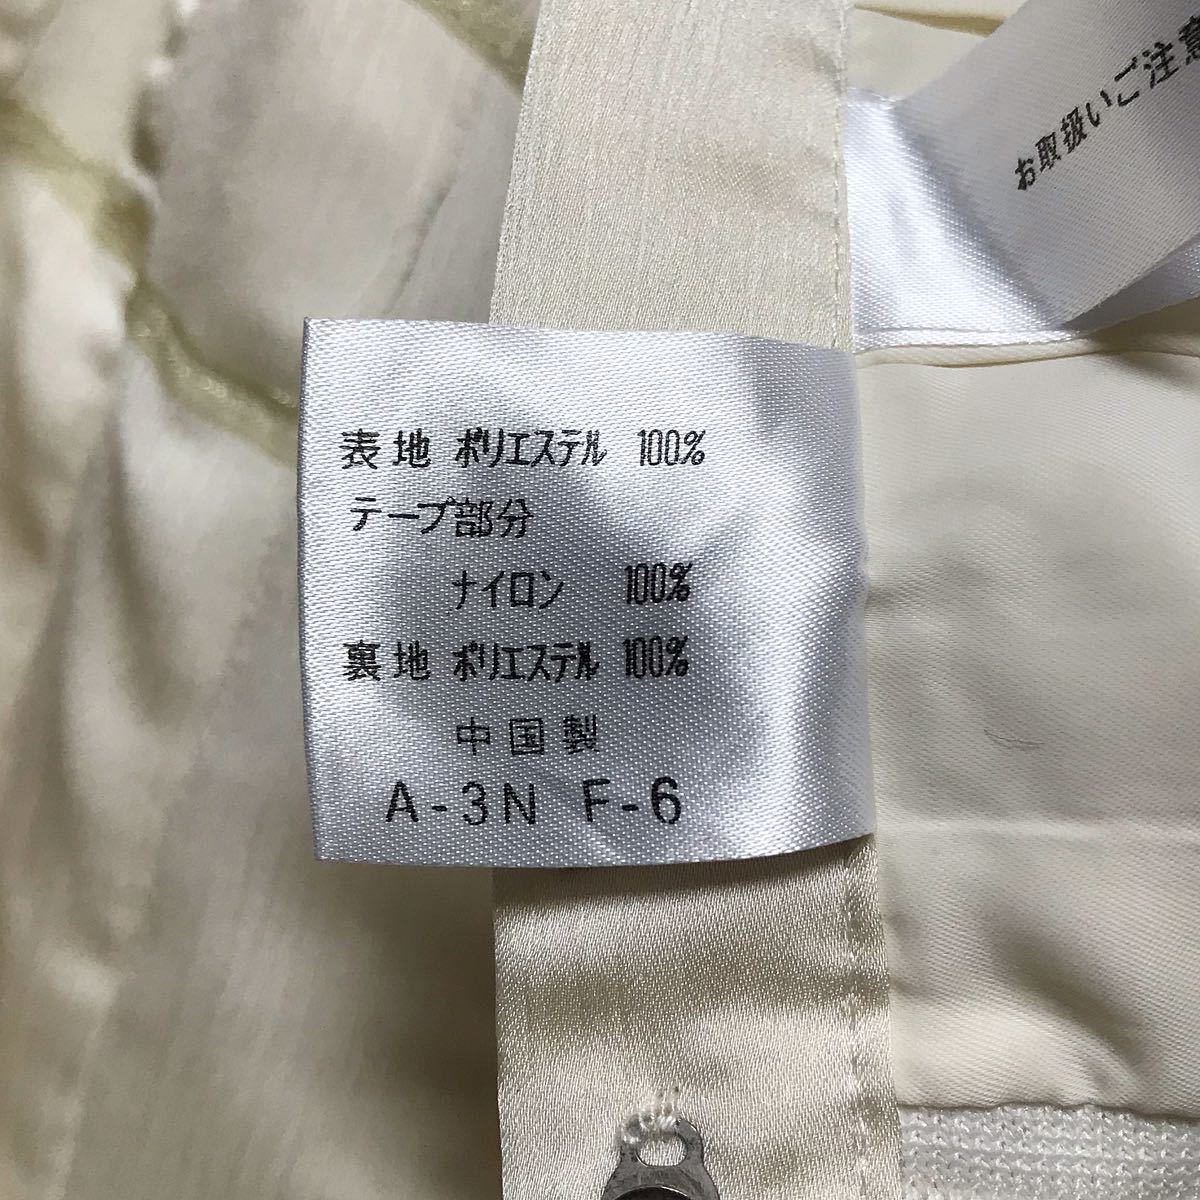 お取扱いご注意
表地 ポリエステル 100%
テープ部分
ナイロン 100%
裏地 ポリエステル 100%
中国製
A-3N F-6